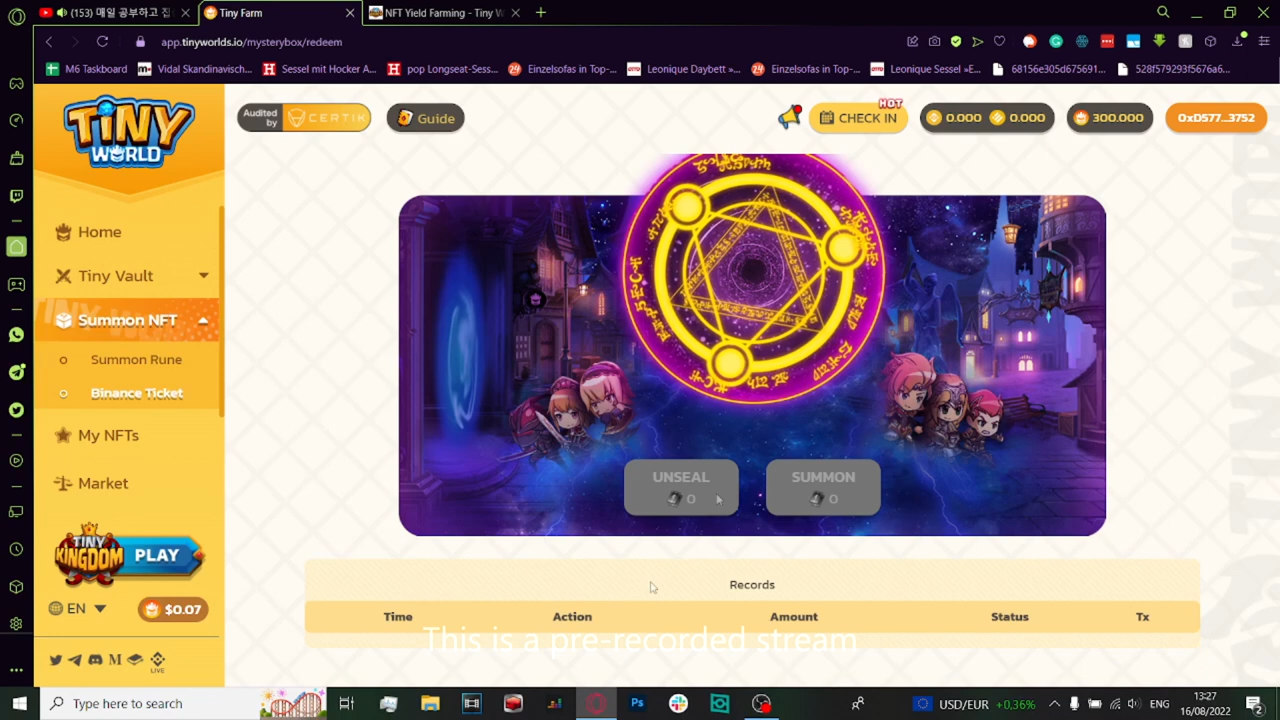 (153) 매일 공부하고 집
Tiny Farm
NFT Yield Farming - Tiny W
app.tinyworlds.io/mysterybox/redeem
M6 Taskboard
Vidal Skandinavisch...
Sessel mit Hocker A...
pop Longseat-Sess...
Einzelsofas in Top-...
Leonique Daybett »...
Einzelsofas in Top-...
Leonique Sessel »E...
68156e305d675691...
528f579293f5676a6...
TINY WORLD
Audited by CERTIK
Guide
HOT
CHECK IN
0.000 0.000
300.000
0xD577...3752
Home
Tiny Vault
Summon NFT
Summon Rune
Binance Ticket
My NFTs
Market
UNSEAL
0
SUMMON
0
TINY KINGDOM PLAY
EN
$0.07
LIVE
Records
Time Action Amount Status Tx
This is a pre-recorded stream
Type here to search
USD/EUR +0,36%
ENG
13:27
16/08/2022
2